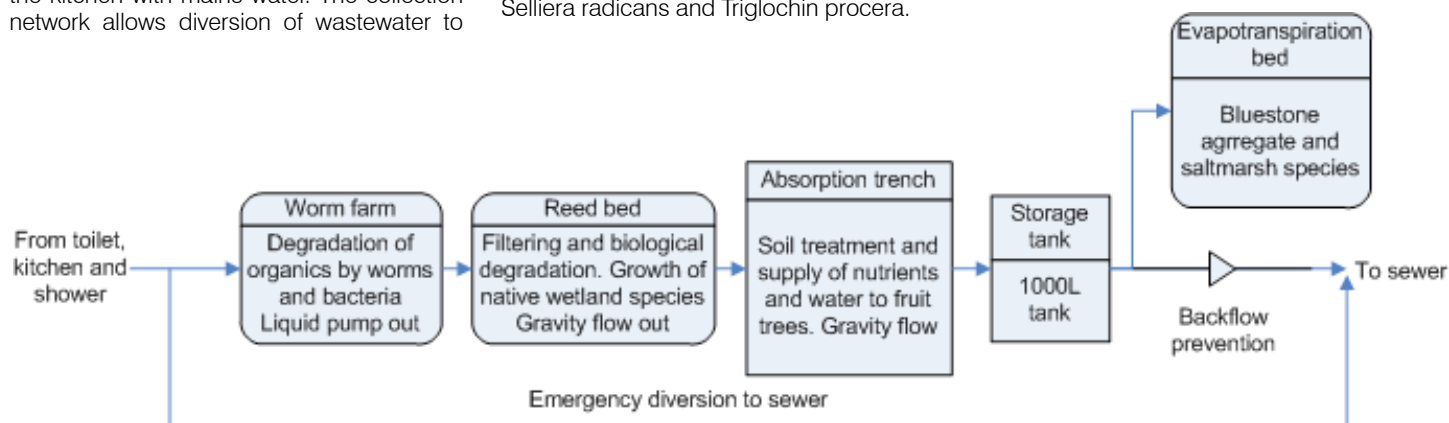 the kitchen with mains water. The collection
network allows diversion of wastewater to
Selliera radicans and Triglochin procera.
From toilet,
kitchen and
shower
Worm farm
Degradation of
organics by worms
and bacteria
Liquid pump out
Reed bed
Filtering and biological
degradation. Growth of
native wetland species
Gravity flow out
Absorption trench
Soil treatment and
supply of nutrients
and water to fruit
trees. Gravity flow
Storage
tank
1000L
tank
Evapotranspiration
bed
Bluestone
agrregate and
saltmarsh species
Backflow
prevention
To sewer
Emergency diversion to sewer